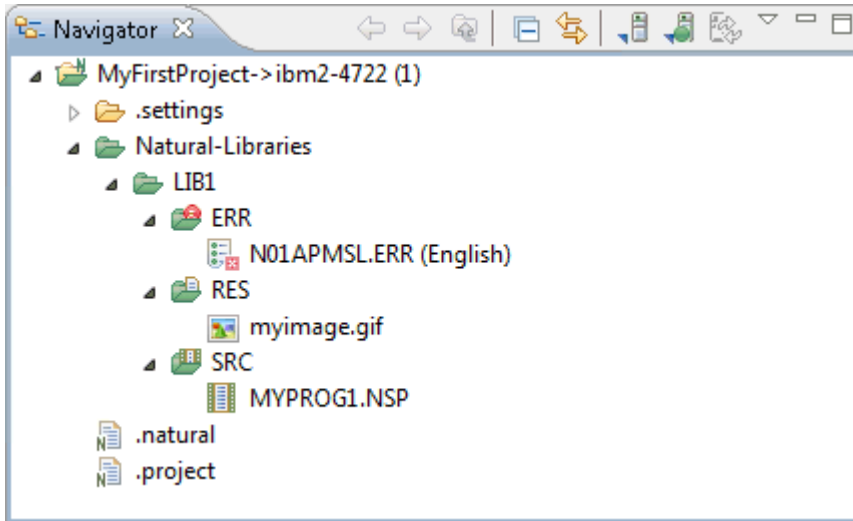 Navigator
MyFirstProject->ibm2-4722 (1)
.settings
Natural-Libraries
LIB1
ERR
N01APMSL.ERR (English)
RES
myimage.gif
SRC
MYPROG1.NSP
.natural
.project